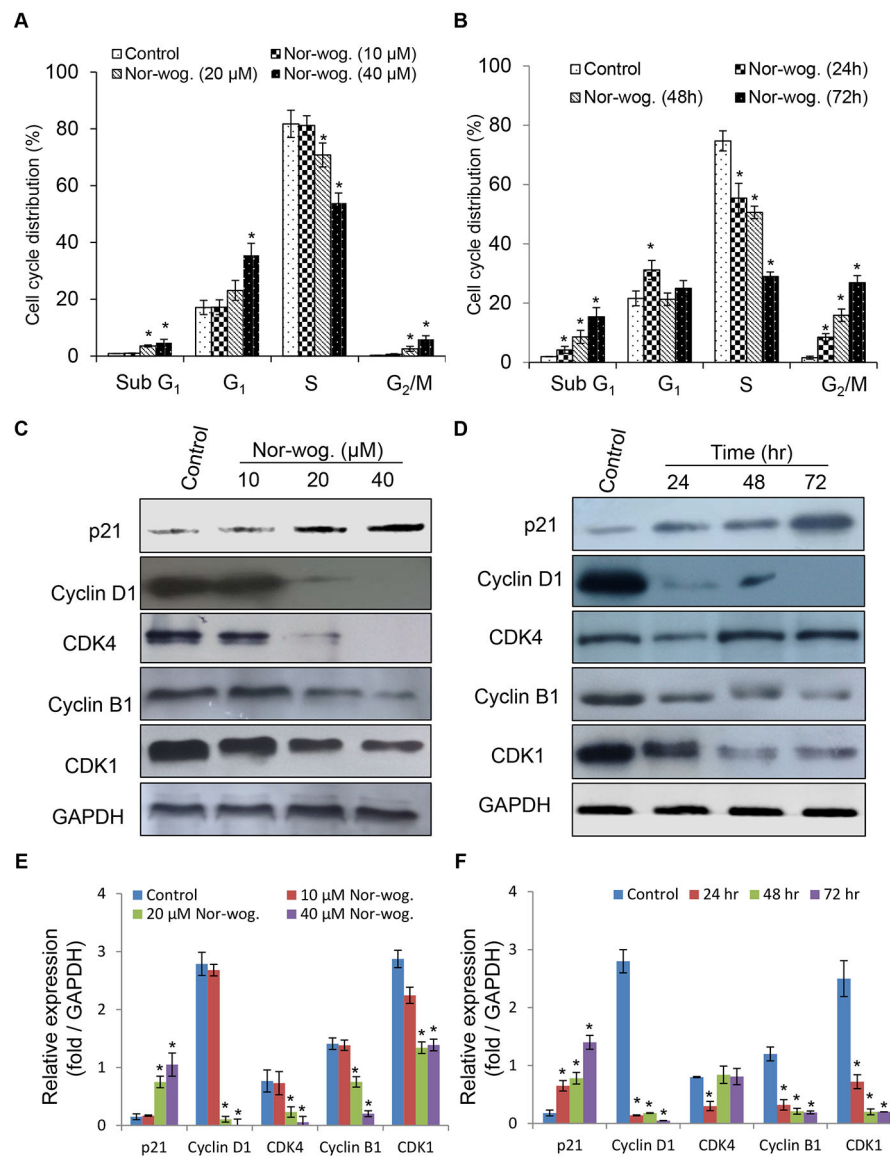 A
Control
Nor-wog. (10 µM)
Nor-wog. (20 µM)
Nor-wog. (40 µM)
Cell cycle distribution (%)
100
80
60
40
20
0
* * * * * * *
Sub G₁ G₁ S G₂/M
B
Control
Nor-wog. (24h)
Nor-wog. (48h)
Nor-wog. (72h)
Cell cycle distribution (%)
100
80
60
40
20
0
* * * * * * * * * *
Sub G₁ G₁ S G₂/M
C
Control
Nor-wog. (µM)
10 20 40
p21
Cyclin D1
CDK4
Cyclin B1
CDK1
GAPDH
D
Control
Time (hr)
24 48 72
p21
Cyclin D1
CDK4
Cyclin B1
CDK1
GAPDH
E
Control
10 µM Nor-wog.
20 µM Nor-wog.
40 µM Nor-wog.
Relative expression
(fold / GAPDH)
4
3
2
1
0
* * * * * * * * * *
p21 Cyclin D1 CDK4 Cyclin B1 CDK1
F
Control 24 hr 48 hr 72 hr
Relative expression
(fold / GAPDH)
4
3
2
1
0
* * * * * * * * * * * * *
p21 Cyclin D1 CDK4 Cyclin B1 CDK1